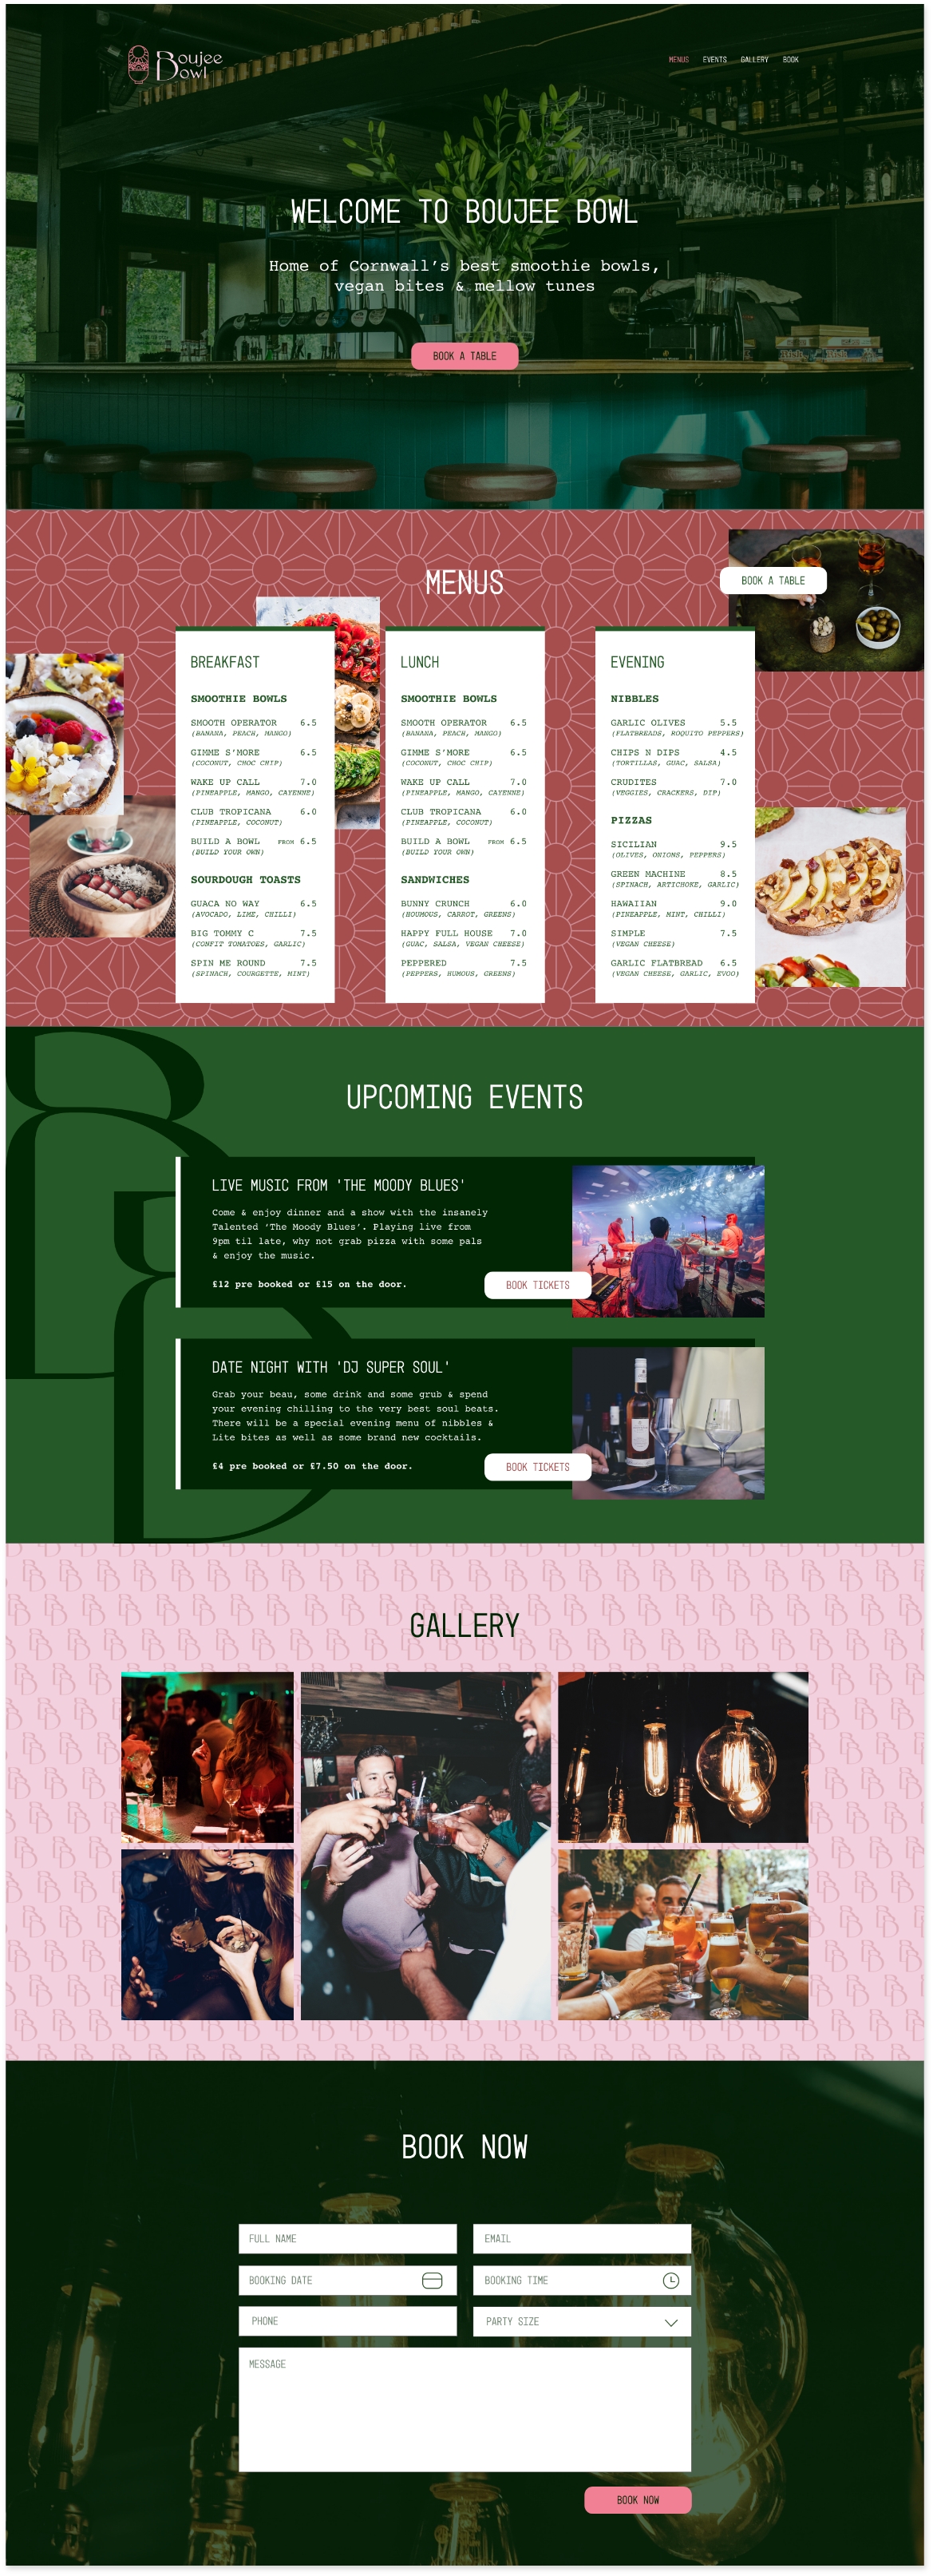 Boujee
Bowl
MENUS EVENTS GALLERY BOOK
WELCOME TO BOUJEE BOWL
Home of Cornwall's best smoothie bowls,
vegan bites & mellow tunes
BOOK A TABLE
MENUS
BOOK A TABLE
BREAKFAST
SMOOTHIE BOWLS
SMOOTH OPERATOR 6.5
(BANANA, PEACH, MANGO)
GIMME S'MORE 6.5
(COCONUT, CHOC CHIP)
WAKE UP CALL 7.0
(PINEAPPLE, MANGO, CAYENNE)
CLUB TROPICANA 6.0
(PINEAPPLE, COCONUT)
BUILD A BOWL FROM 6.5
(BUILD YOUR OWN)
SOURDOUGH TOASTS
GUACA NO WAY 6.5
(AVOCADO, LIME, CHILLI)
BIG TOMMY C 7.5
(CONFIT TOMATOES, GARLIC)
SPIN ME ROUND 7.5
(SPINACH, COURGETTE, MINT)
LUNCH
SMOOTHIE BOWLS
SMOOTH OPERATOR 6.5
(BANANA, PEACH, MANGO)
GIMME S'MORE 6.5
(COCONUT, CHOC CHIP)
WAKE UP CALL 7.0
(PINEAPPLE, MANGO, CAYENNE)
CLUB TROPICANA 6.0
(PINEAPPLE, COCONUT)
BUILD A BOWL FROM 6.5
(BUILD YOUR OWN)
SANDWICHES
BUNNY CRUNCH 6.0
(HOUMOUS, CARROT, GREENS)
HAPPY FULL HOUSE 7.0
(GUAC, SALSA, VEGAN CHEESE)
PEPPERED 7.5
(PEPPERS, HUMOUS, GREENS)
EVENING
NIBBLES
GARLIC OLIVES 5.5
(FLATBREADS, ROQUITO PEPPERS)
CHIPS N DIPS 4.5
(TORTILLAS, GUAC, SALSA)
CRUDITES 7.0
(VEGGIES, CRACKERS, DIP)
PIZZAS
SICILIAN 9.5
(OLIVES, ONIONS, PEPPERS)
GREEN MACHINE 8.5
(SPINACH, ARTICHOKE, GARLIC)
HAWAIIAN 9.0
(PINEAPPLE, MINT, CHILLI)
SIMPLE 7.5
(VEGAN CHEESE)
GARLIC FLATBREAD 6.5
(VEGAN CHEESE, GARLIC, EVOO)
UPCOMING EVENTS
LIVE MUSIC FROM 'THE MOODY BLUES'
Come & enjoy dinner and a show with the insanely
Talented 'The Moody Blues'. Playing live from
9pm til late, why not grab pizza with some pals
& enjoy the music.
£12 pre booked or £15 on the door.
BOOK TICKETS
DATE NIGHT WITH 'DJ SUPER SOUL'
Grab your beau, some drink and some grub & spend
your evening chilling to the very best soul beats.
There will be a special evening menu of nibbles &
Lite bites as well as some brand new cocktails.
£4 pre booked or £7.50 on the door.
BOOK TICKETS
GALLERY
BOOK NOW
FULL NAME
EMAIL
BOOKING DATE
BOOKING TIME
PHONE
PARTY SIZE
MESSAGE
BOOK NOW